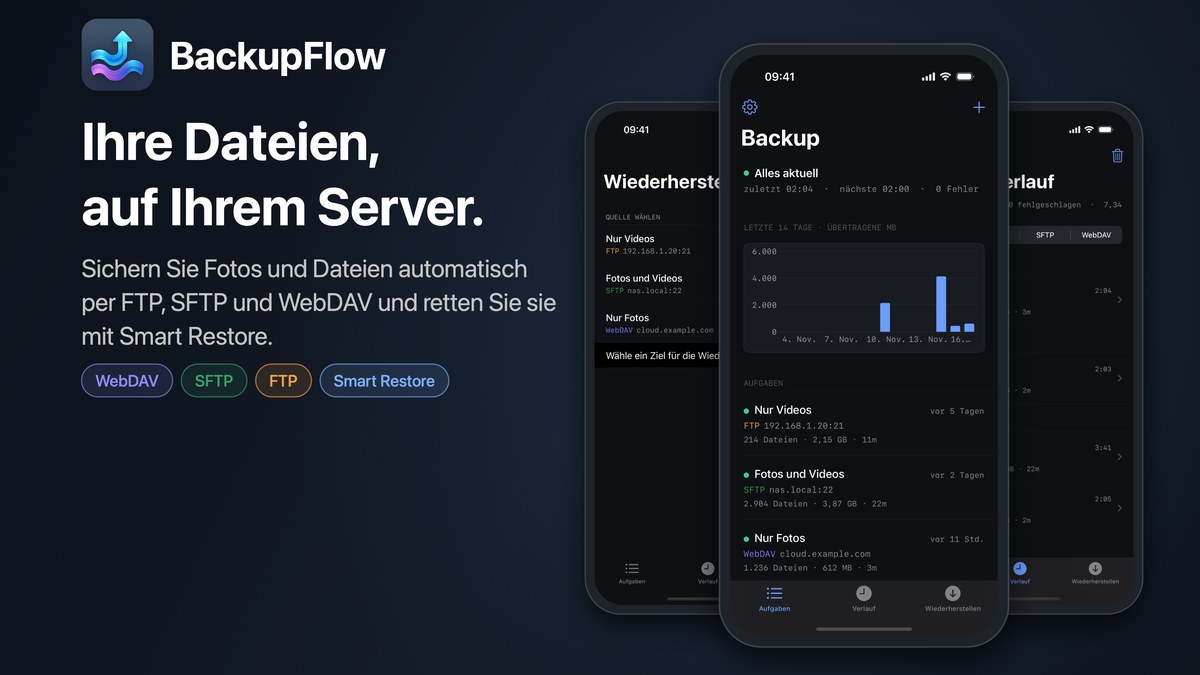 BackupFlow
Ihre Dateien,
auf Ihrem Server.
Sichern Sie Fotos und Dateien automatisch
per FTP, SFTP und WebDAV und retten Sie sie
mit Smart Restore.
WebDAV SFTP FTP Smart Restore
09:41
Wiederherste
QUELLE WÄHLEN
Nur Videos
FTP 192.168.1.20:21
Fotos und Videos
SFTP nas.local:22
Nur Fotos
WebDAV cloud.example.com
Wähle ein Ziel für die Wied
Aufgaben Verlauf
09:41
Backup
Alles aktuell
zuletzt 02:04 · nächste 02:00 · 0 Fehler
LETZTE 14 TAGE · ÜBERTRAGENE MB
6.000
4.000
2.000
0
4. Nov. 7. Nov. 10. Nov. 13. Nov. 16.…
AUFGABEN
Nur Videos vor 5 Tagen
FTP 192.168.1.20:21
214 Dateien · 2,15 GB · 11m
Fotos und Videos vor 2 Tagen
SFTP nas.local:22
2.904 Dateien · 3,87 GB · 22m
Nur Fotos vor 11 Std.
WebDAV cloud.example.com
1.236 Dateien · 612 MB · 3m
Aufgaben Verlauf Wiederherstellen
erlauf
0 fehlgeschlagen · 7,34
SFTP WebDAV
2:04
· 3m
2:03
· 2m
3:41
B · 22m
2:05
· 2m
Verlauf Wiederherstellen